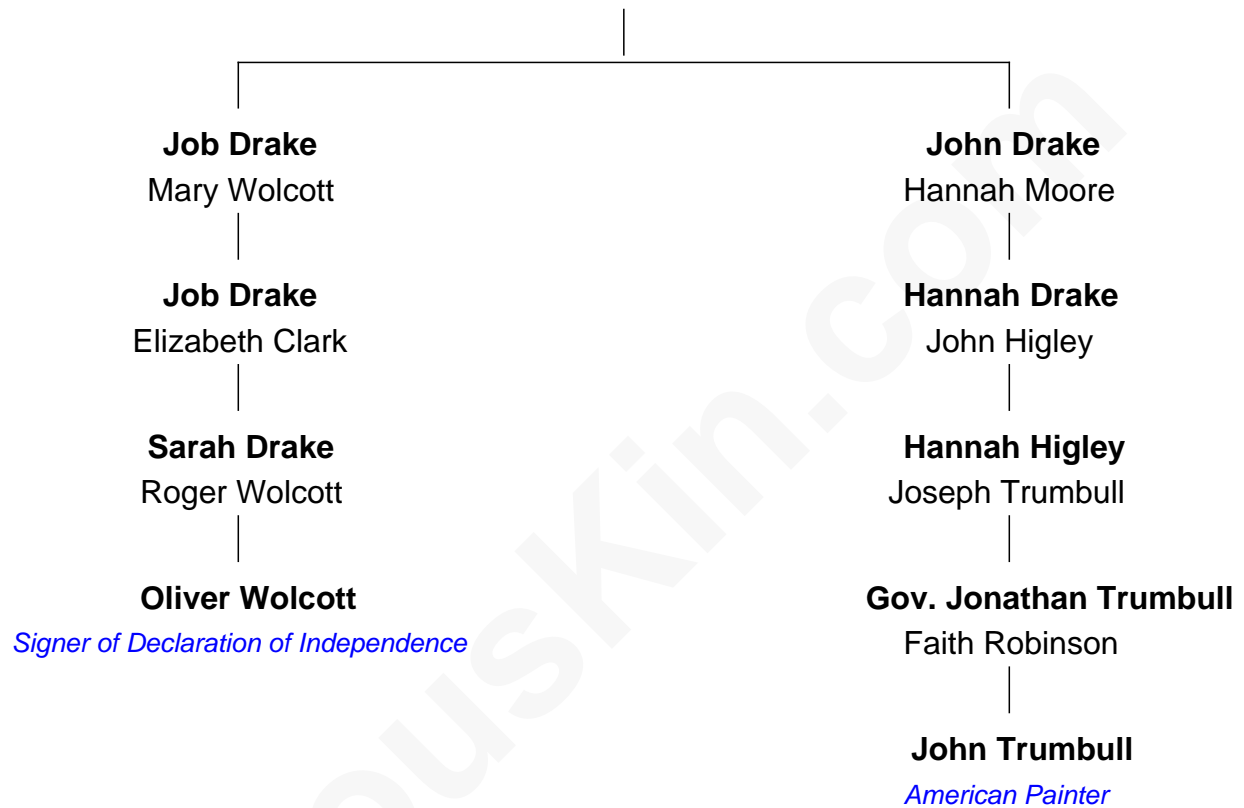 Job Drake
Mary Wolcott
Job Drake
Elizabeth Clark
Sarah Drake
Roger Wolcott
Oliver Wolcott
Signer of Declaration of Independence
John Drake
Hannah Moore
Hannah Drake
John Higley
Hannah Higley
Joseph Trumbull
Gov. Jonathan Trumbull
Faith Robinson
John Trumbull
American Painter
ousKin.com